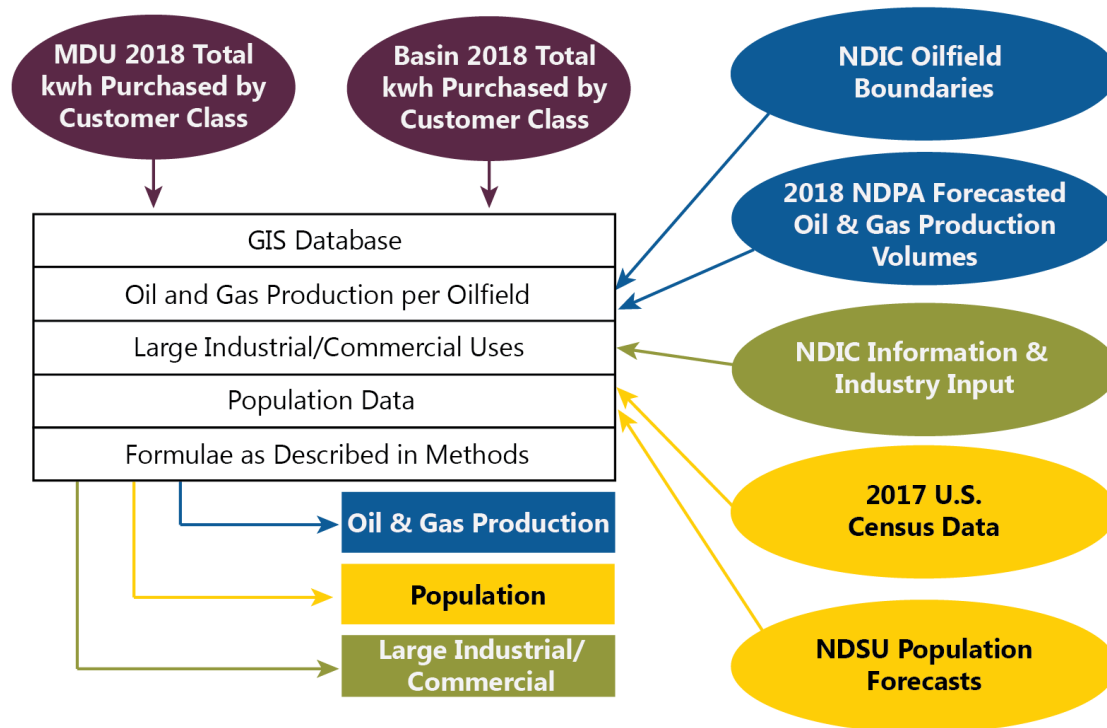 MDU 2018 Total
kwh Purchased by
Customer Class
Basin 2018 Total
kwh Purchased by
Customer Class
NDIC Oilfield
Boundaries
2018 NDPA Forecasted
Oil & Gas Production
Volumes
NDIC Information &
Industry Input
2017 U.S.
Census Data
NDSU Population
Forecasts
GIS Database
Oil and Gas Production per Oilfield
Large Industrial/Commercial Uses
Population Data
Formulae as Described in Methods
Oil & Gas Production
Population
Large Industrial/
Commercial